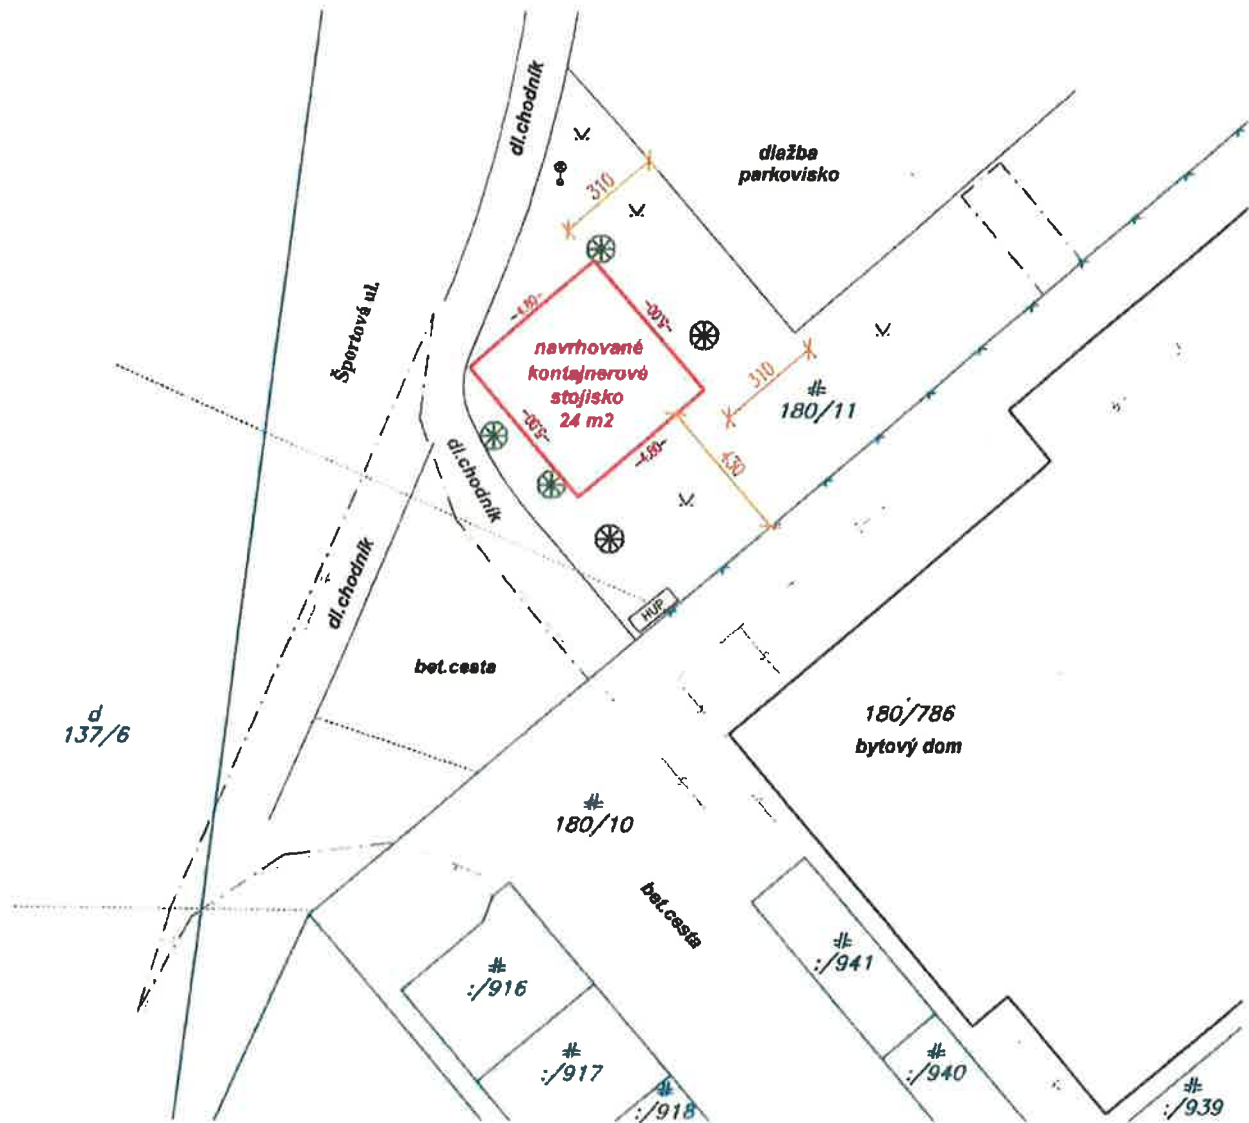 dl.chodník
dlažba
parkovisko
310
Športová ul.
-4,80-
-5,00-
navrhované
kontajnerové
stojisko
24 m2
310
#
180/11
-5,00-
-4,80-
430
dl.chodník
dl.chodník
HUP
bet.cesta
d
137/6
180/786
bytový dom
#
180/10
bet.cesta
#
:/916
#
:/941
#
:/917
#
:/940
#
:/918
#
:/939